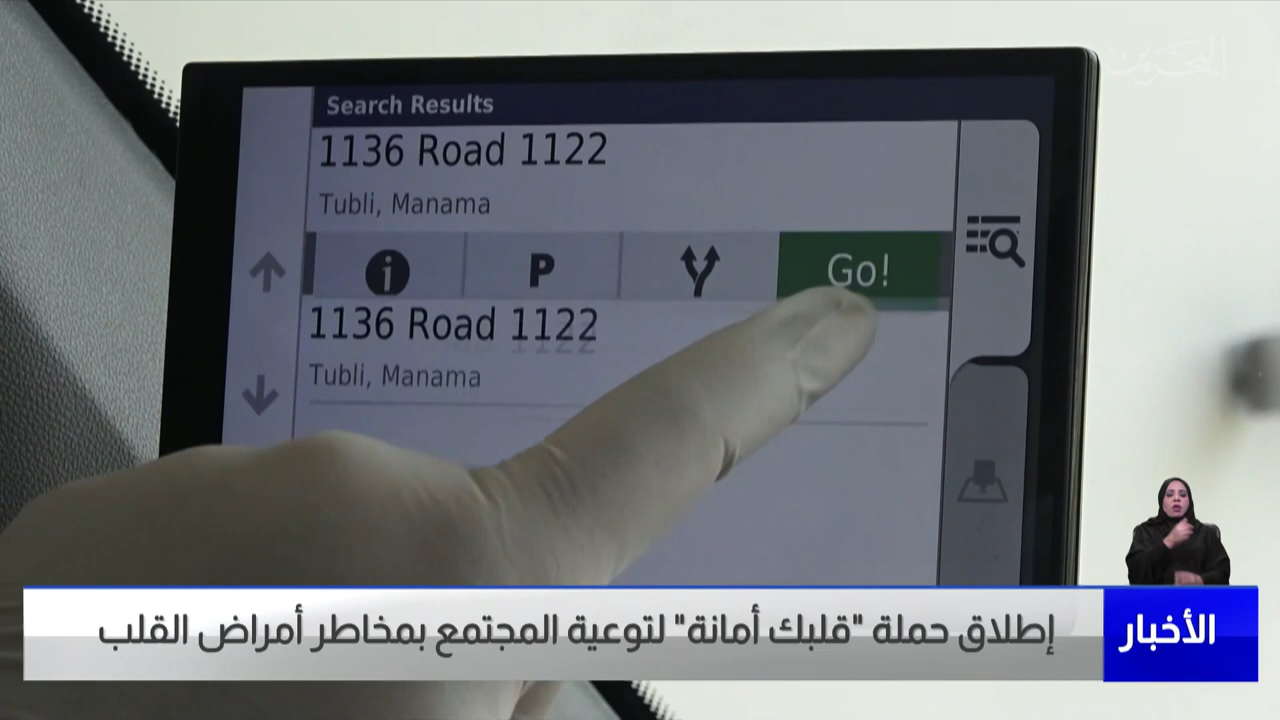 البحرين
Search Results
1136 Road 1122
Tubli, Manama
P
Go!
1136 Road 1122
Tubli, Manama
الأخبار
إطلاق حملة "قلبك أمانة" لتوعية المجتمع بمخاطر أمراض القلب